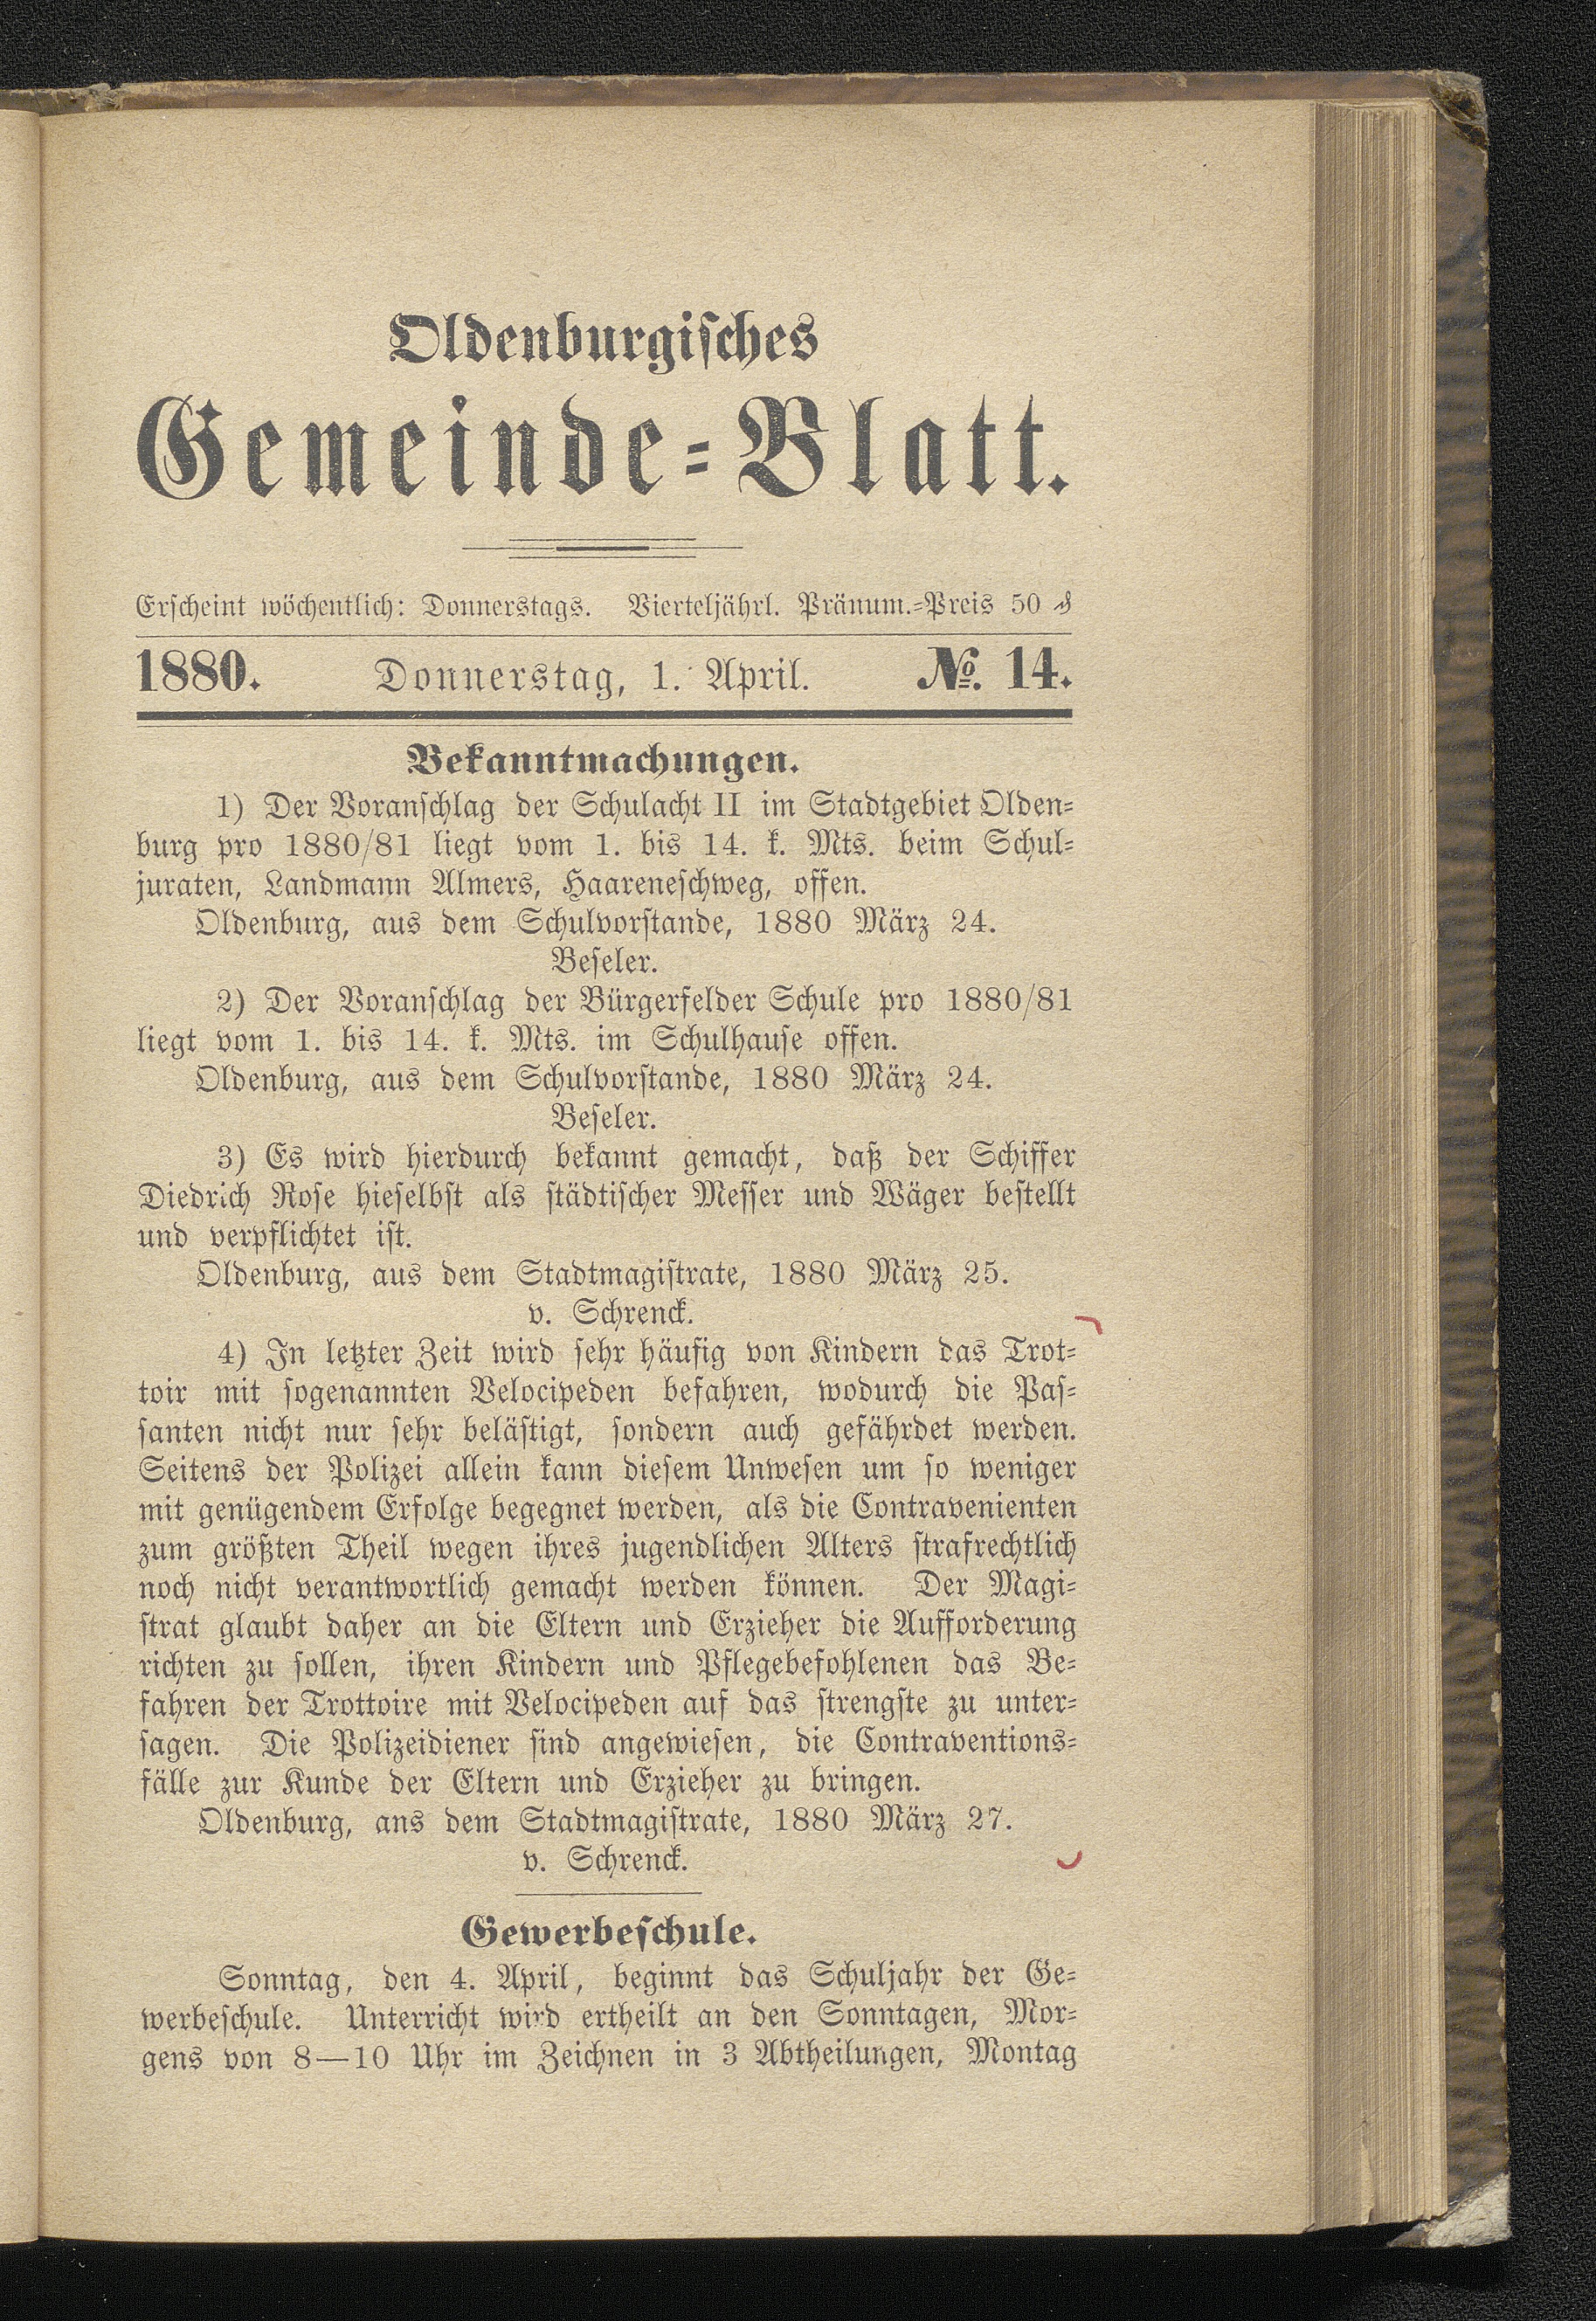 Oldenburgisches
Gemeinde-Blatt.
Erscheint wöchentlich: Donnerstags. Vierteljährl. Pränum.-Preis 50 ₰
1880. Donnerstag, 1. April. №. 14.
Bekanntmachungen.
1) Der Voranschlag der Schulacht II im Stadtgebiet Olden-
burg pro 1880/81 liegt vom 1. bis 14. k. Mts. beim Schul-
juraten, Landmann Almers, Haareneschweg, offen.
Oldenburg, aus dem Schulvorstande, 1880 März 24.
Beseler.
2) Der Voranschlag der Bürgerfelder Schule pro 1880/81
liegt vom 1. bis 14. k. Mts. im Schulhause offen.
Oldenburg, aus dem Schulvorstande, 1880 März 24.
Beseler.
3) Es wird hierdurch bekannt gemacht, daß der Schiffer
Diedrich Rose hieselbst als städtischer Messer und Wäger bestellt
und verpflichtet ist.
Oldenburg, aus dem Stadtmagistrate, 1880 März 25.
v. Schrenck.
4) In letzter Zeit wird sehr häufig von Kindern das Trot-
toir mit sogenannten Velocipeden befahren, wodurch die Pas-
santen nicht nur sehr belästigt, sondern auch gefährdet werden.
Seitens der Polizei allein kann diesem Unwesen um so weniger
mit genügendem Erfolge begegnet werden, als die Contravenienten
zum größten Theil wegen ihres jugendlichen Alters strafrechtlich
noch nicht verantwortlich gemacht werden können. Der Magi-
strat glaubt daher an die Eltern und Erzieher die Aufforderung
richten zu sollen, ihren Kindern und Pflegebefohlenen das Be-
fahren der Trottoire mit Velocipeden auf das strengste zu unter-
sagen. Die Polizeidiener sind angewiesen, die Contraventions-
fälle zur Kunde der Eltern und Erzieher zu bringen.
Oldenburg, ans dem Stadtmagistrate, 1880 März 27.
v. Schrenck.
Gewerbeschule.
Sonntag, den 4. April, beginnt das Schuljahr der Ge-
werbeschule. Unterricht wird ertheilt an den Sonntagen, Mor-
gens von 8—10 Uhr im Zeichnen in 3 Abtheilungen, Montag